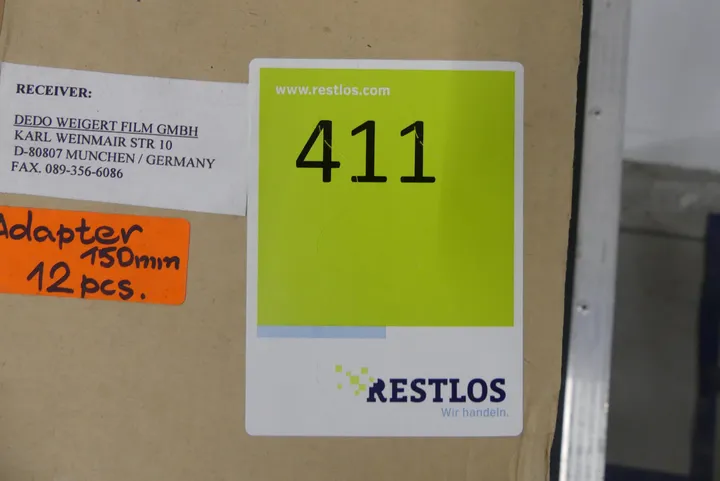 RECEIVER:
DEDO WEIGERT FILM GMBH
KARL WEINMAIR STR 10
D-80807 MUNCHEN / GERMANY
FAX. 089-356-6086
Adapter
150mm
12 pcs.
www.restlos.com
411
RESTLOS
Wir handeln.